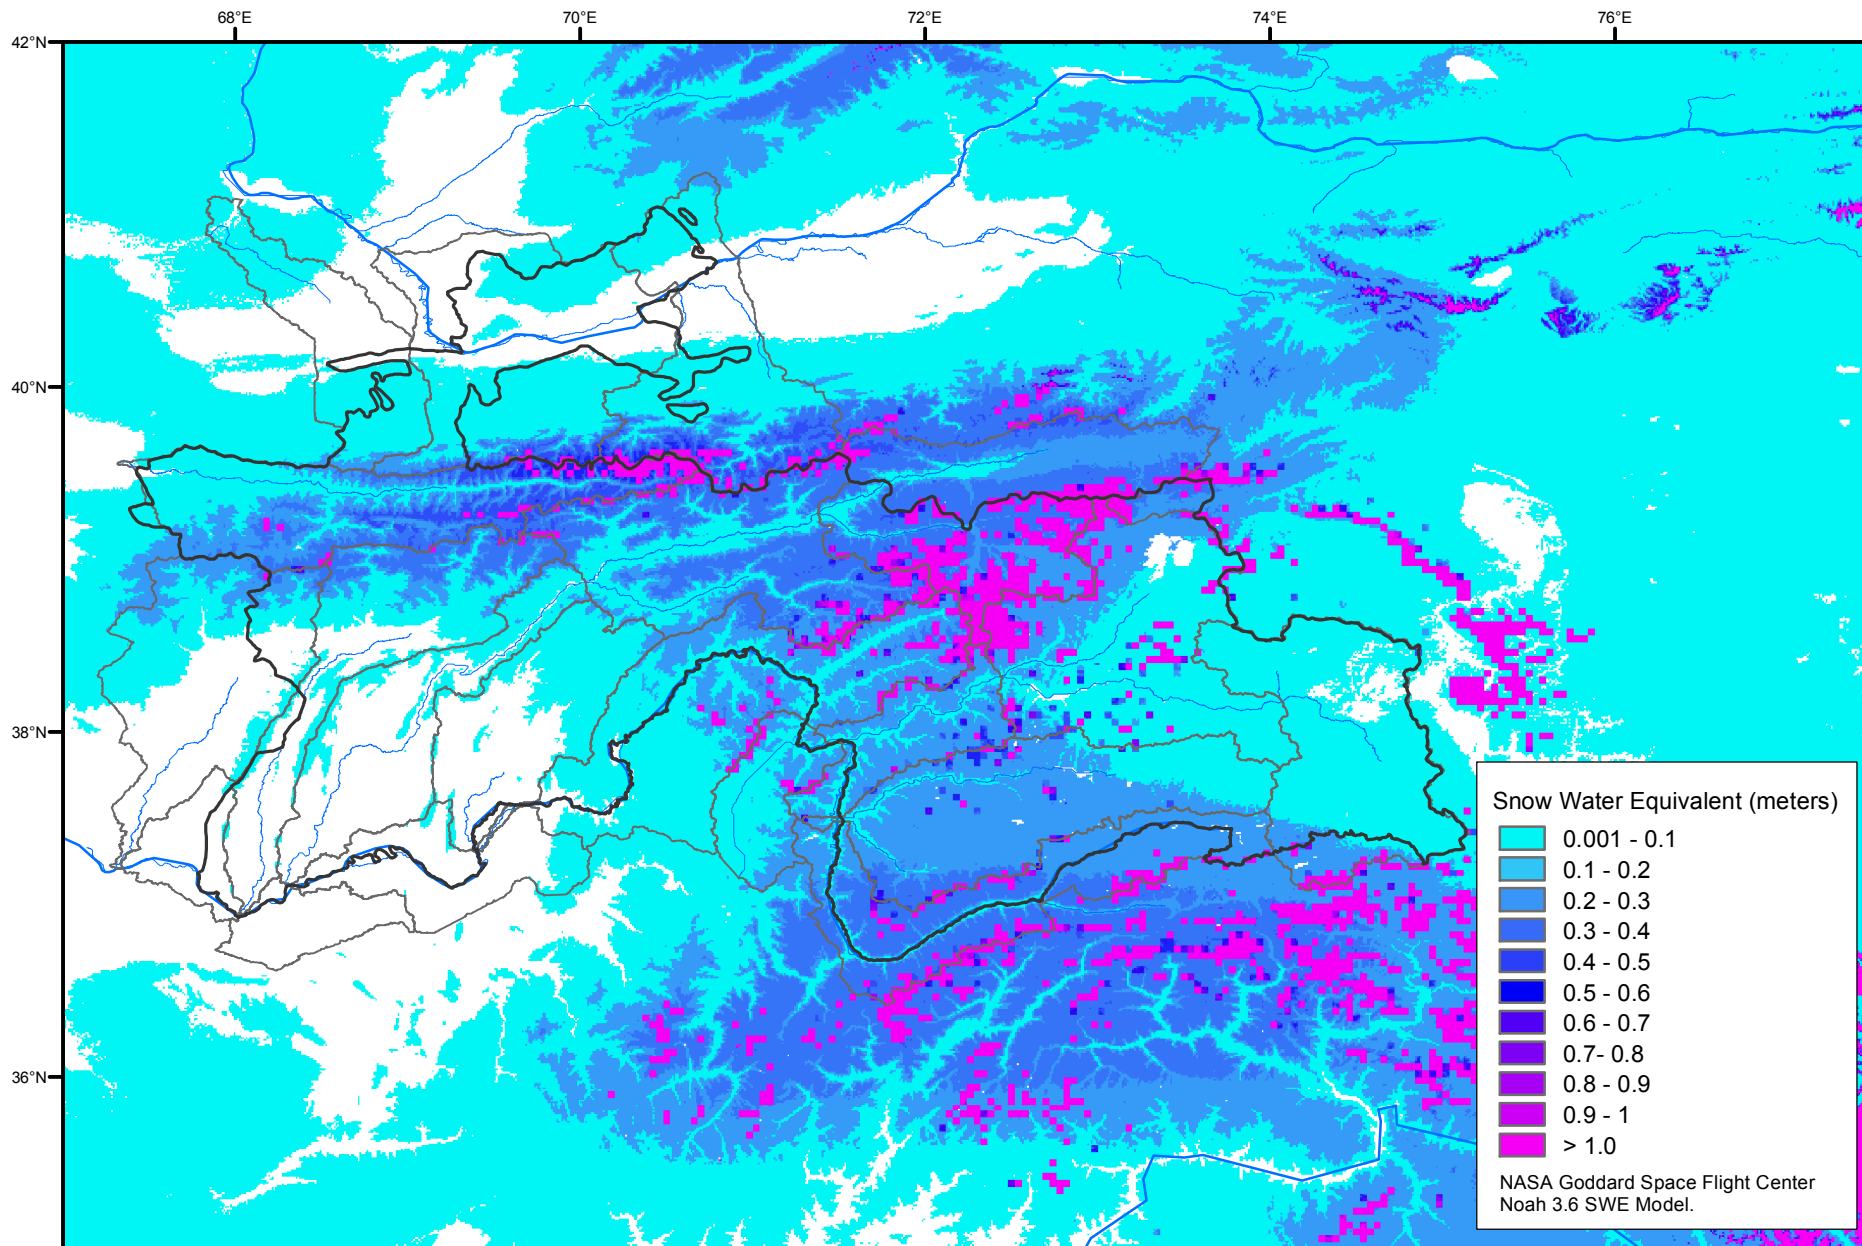 68°E
70°E
72°E
74°E
76°E
42°N
40°N
38°N
36°N
Snow Water Equivalent (meters)
0.001 - 0.1
0.1 - 0.2
0.2 - 0.3
0.3 - 0.4
0.4 - 0.5
0.5 - 0.6
0.6 - 0.7
0.7- 0.8
0.8 - 0.9
0.9 - 1
> 1.0
NASA Goddard Space Flight Center
Noah 3.6 SWE Model.